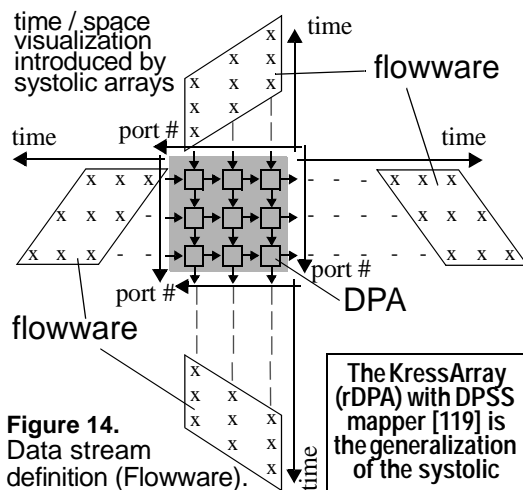 time / space
visualization
introduced by
systolic arrays
x
time
x x
x x x
flowware
x x
x
port #
time
time
x x x
- - - - x x x
x x - x x x
- - - - x x x
x x x - -
- - - - - - x x x
port #
port #
DPA
flowware
x
x x
x x x
x x
x
time
The KressArray
(rDPA) with DPSS
mapper [119] is
the generalization
of the systolic
Figure 14.
Data stream
definition (Flowware).